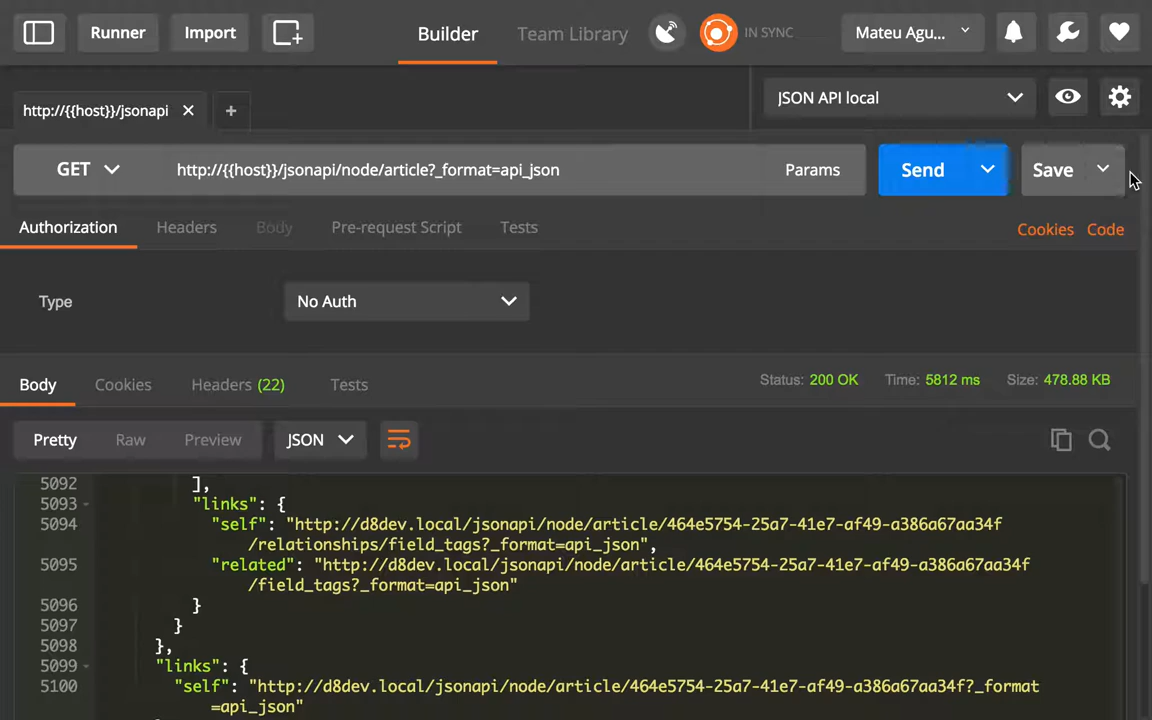 Runner
Import
Builder
Team Library
IN SYNC
Mateu Agu...
http://{{host}}/jsonapi
JSON API local
GET
http://{{host}}/jsonapi/node/article?_format=api_json
Params
Send
Save
Authorization
Headers
Body
Pre-request Script
Tests
Cookies
Code
Type
No Auth
Body
Cookies
Headers (22)
Tests
Status: 200 OK
Time: 5812 ms
Size: 478.88 KB
Pretty
Raw
Preview
JSON
5092 ],
5093 "links": {
5094 "self": "http://d8dev.local/jsonapi/node/article/464e5754-25a7-41e7-af49-a386a67aa34f
/relationships/field_tags?_format=api_json",
5095 "related": "http://d8dev.local/jsonapi/node/article/464e5754-25a7-41e7-af49-a386a67aa34f
/field_tags?_format=api_json"
5096 }
5097 }
5098 },
5099 "links": {
5100 "self": "http://d8dev.local/jsonapi/node/article/464e5754-25a7-41e7-af49-a386a67aa34f?_format
=api_json"